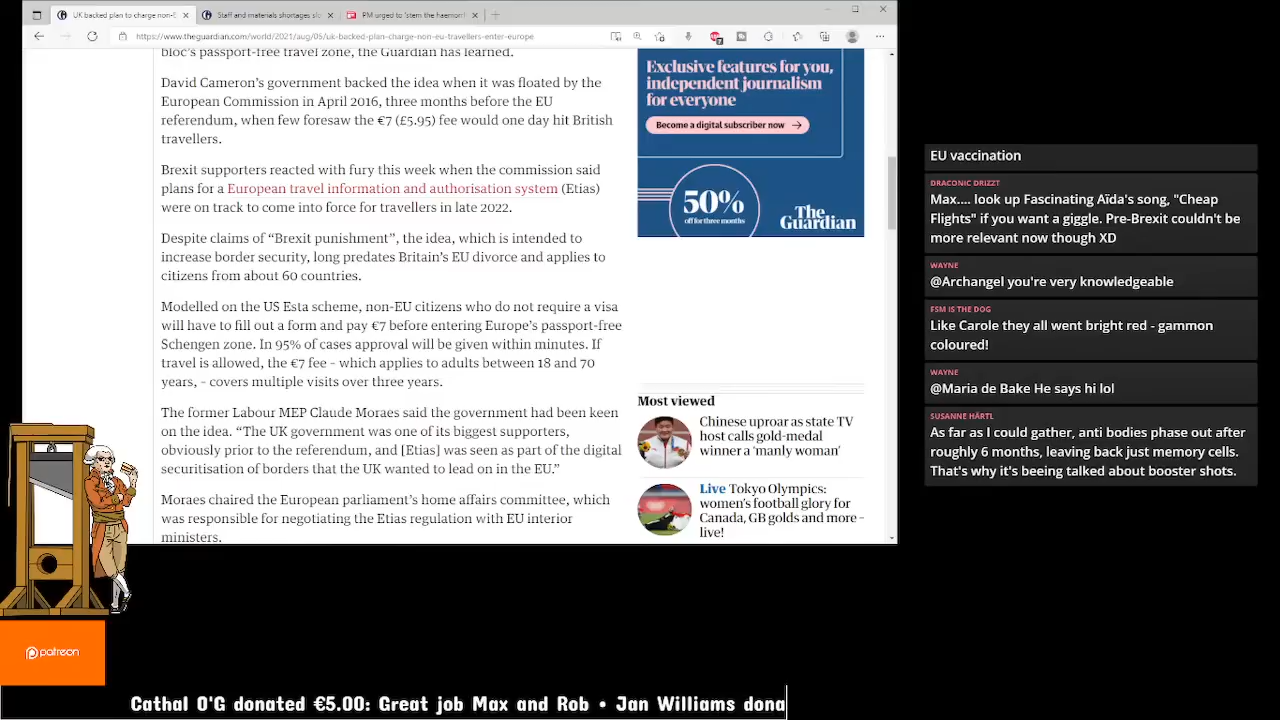 UK backed plan to charge non-E
Staff and materials shortages slo
PM urged to 'stem the haemorr
https://www.theguardian.com/world/2021/aug/05/uk-backed-plan-charge-non-eu-travellers-enter-europe
bloc's passport-free travel zone, the Guardian has learned.
David Cameron's government backed the idea when it was floated by the
European Commission in April 2016, three months before the EU
referendum, when few foresaw the €7 (£5.95) fee would one day hit British
travellers.
Brexit supporters reacted with fury this week when the commission said
plans for a European travel information and authorisation system (Etias)
were on track to come into force for travellers in late 2022.
Despite claims of “Brexit punishment”, the idea, which is intended to
increase border security, long predates Britain's EU divorce and applies to
citizens from about 60 countries.
Modelled on the US Esta scheme, non-EU citizens who do not require a visa
will have to fill out a form and pay €7 before entering Europe's passport-free
Schengen zone. In 95% of cases approval will be given within minutes. If
travel is allowed, the €7 fee – which applies to adults between 18 and 70
years, – covers multiple visits over three years.
The former Labour MEP Claude Moraes said the government had been keen
on the idea. “The UK government was one of its biggest supporters,
obviously prior to the referendum, and [Etias] was seen as part of the digital
securitisation of borders that the UK wanted to lead on in the EU.”
Moraes chaired the European parliament's home affairs committee, which
was responsible for negotiating the Etias regulation with EU interior
ministers.
Exclusive features for you,
independent journalism
for everyone
Become a digital subscriber now →
50%
off for three months
The
Guardian
Most viewed
Chinese uproar as state TV
host calls gold-medal
winner a ‘manly woman’
Live Tokyo Olympics:
women's football glory for
Canada, GB golds and more –
live!
EU vaccination
DRACONIC DRIZZT
Max.... look up Fascinating Aïda's song, "Cheap
Flights" if you want a giggle. Pre-Brexit couldn't be
more relevant now though XD
WAYNE
@Archangel you're very knowledgeable
FSM IS THE DOG
Like Carole they all went bright red - gammon
coloured!
WAYNE
@Maria de Bake He says hi lol
SUSANNE HÄRTL
As far as I could gather, anti bodies phase out after
roughly 6 months, leaving back just memory cells.
That's why it's beeing talked about booster shots.
patreon
Cathal O'G donated €5.00: Great job Max and Rob • Jan Williams dona